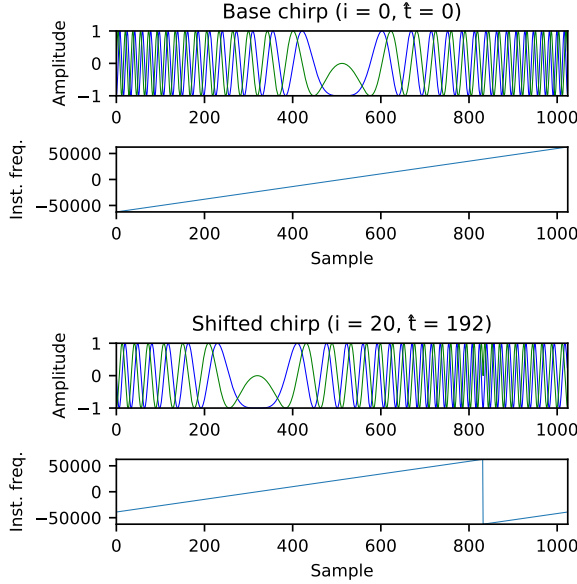 Base chirp (i = 0, t̂ = 0)
Amplitude
1
0
−1
0 200 400 600 800 1000
Inst. freq.
50000
0
−50000
0 200 400 600 800 1000
Sample
Shifted chirp (i = 20, t̂ = 192)
Amplitude
1
0
−1
0 200 400 600 800 1000
Inst. freq.
50000
0
−50000
0 200 400 600 800 1000
Sample